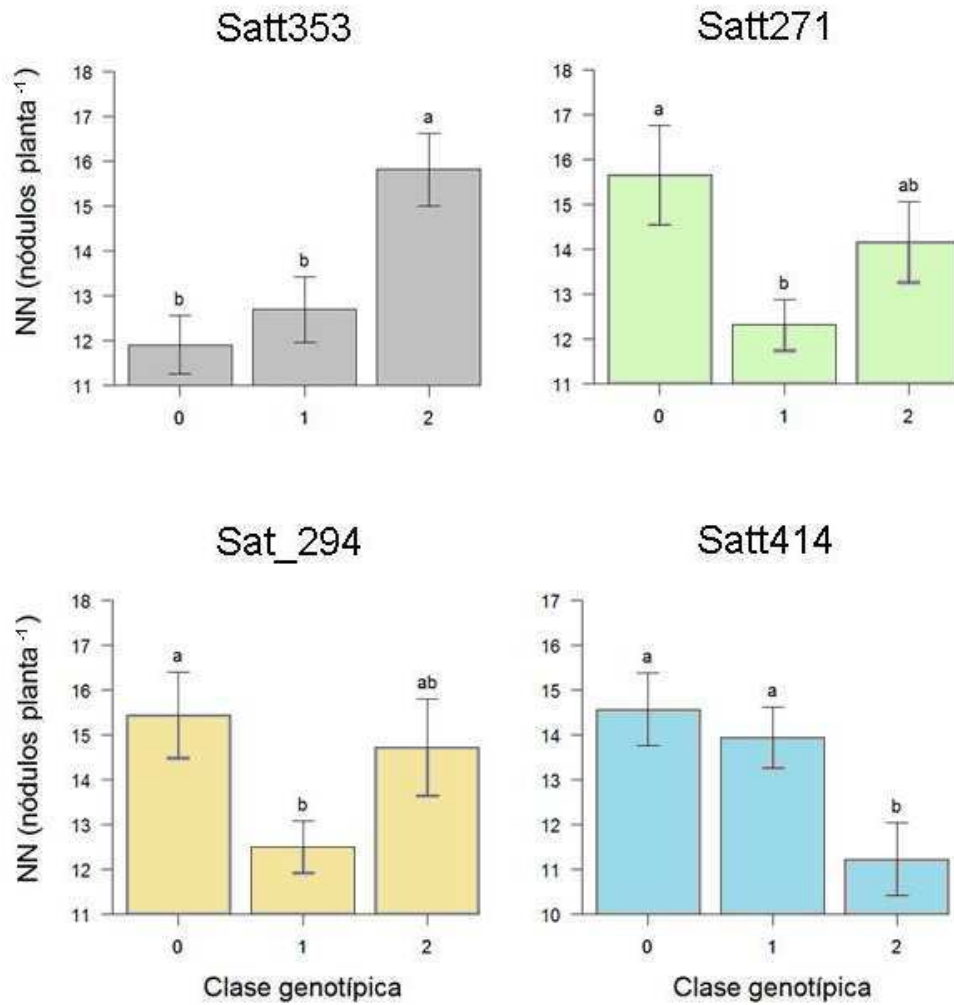 Satt353
Satt271
NN (nódulos planta⁻¹)
18
17
16
15
14
13
12
11
b
b
a
0
1
2
18
17
16
15
14
13
12
11
a
b
ab
0
1
2
Sat_294
Satt414
NN (nódulos planta⁻¹)
18
17
16
15
14
13
12
11
a
b
ab
0
1
2
Clase genotípica
17
16
15
14
13
12
11
10
a
a
b
0
1
2
Clase genotípica